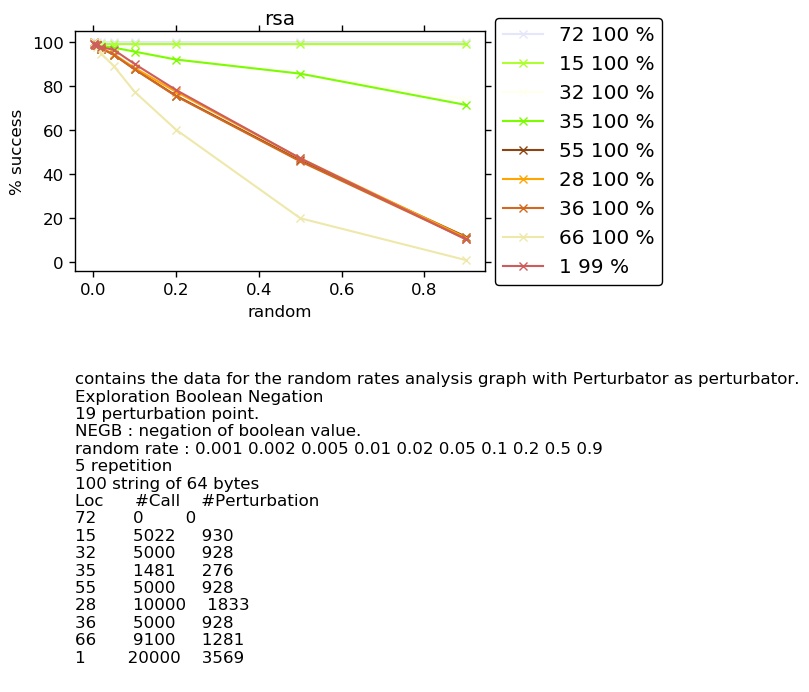 rsa
100
80
60
40
20
0
% success
0.0 0.2 0.4 0.6 0.8
random
72 100 %
15 100 %
32 100 %
35 100 %
55 100 %
28 100 %
36 100 %
66 100 %
1 99 %
contains the data for the random rates analysis graph with Perturbator as perturbator.
Exploration Boolean Negation
19 perturbation point.
NEGB : negation of boolean value.
random rate : 0.001 0.002 0.005 0.01 0.02 0.05 0.1 0.2 0.5 0.9
5 repetition
100 string of 64 bytes
Loc #Call #Perturbation
72 0 0
15 5022 930
32 5000 928
35 1481 276
55 5000 928
28 10000 1833
36 5000 928
66 9100 1281
1 20000 3569